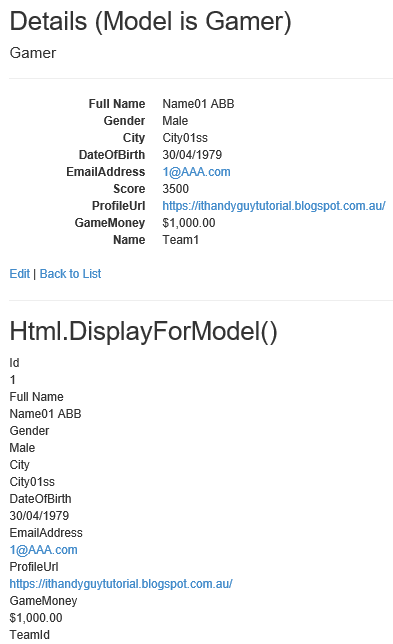 Details (Model is Gamer)
Gamer
Full Name Name01 ABB
Gender Male
City City01ss
DateOfBirth 30/04/1979
EmailAddress 1@AAA.com
Score 3500
ProfileUrl https://ithandyguytutorial.blogspot.com.au/
GameMoney $1,000.00
Name Team1
Edit | Back to List
Html.DisplayForModel()
Id
1
Full Name
Name01 ABB
Gender
Male
City
City01ss
DateOfBirth
30/04/1979
EmailAddress
1@AAA.com
ProfileUrl
https://ithandyguytutorial.blogspot.com.au/
GameMoney
$1,000.00
TeamId